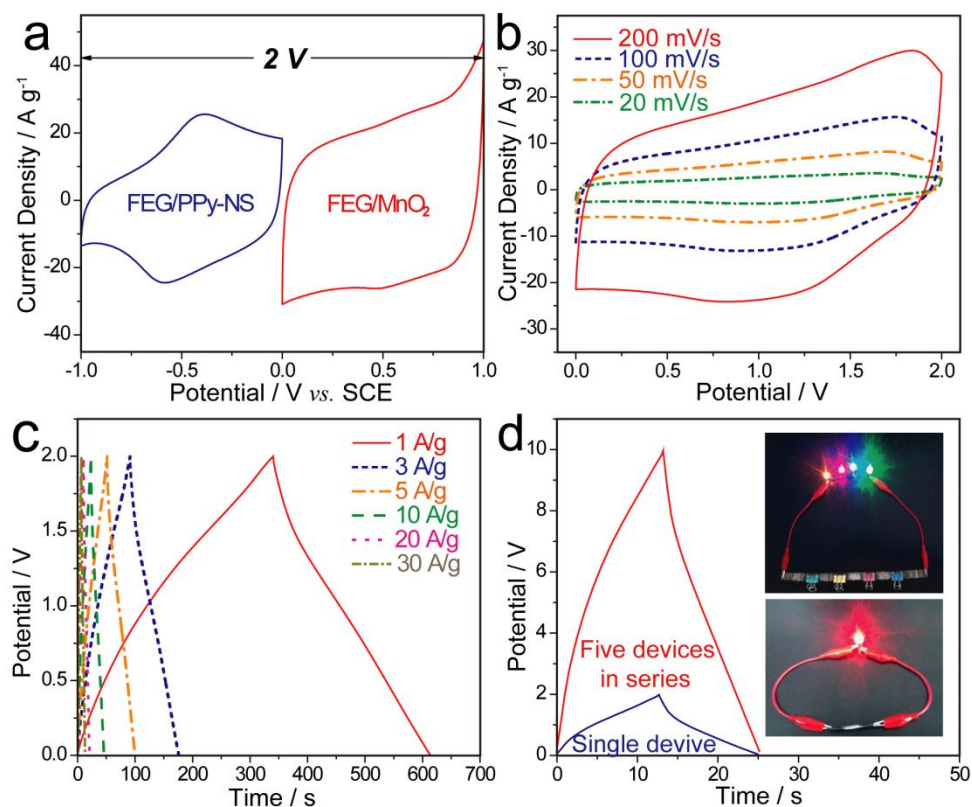 a
2 V
FEG/PPy-NS
FEG/MnO₂
40
20
0
-20
-40
Current Density / A g⁻¹
-1.0
-0.5
0.0
0.5
1.0
Potential / V vs. SCE
b
200 mV/s
100 mV/s
50 mV/s
20 mV/s
30
20
10
0
-10
-20
-30
Current Density / A g⁻¹
0.0
0.5
1.0
1.5
2.0
Potential / V
c
1 A/g
3 A/g
5 A/g
10 A/g
20 A/g
30 A/g
2.0
1.5
1.0
0.5
0.0
Potential / V
0
100
200
300
400
500
600
700
Time / s
d
Five devices
in series
Single devive
10
8
6
4
2
0
Potential / V
0
10
20
30
40
50
Time / s